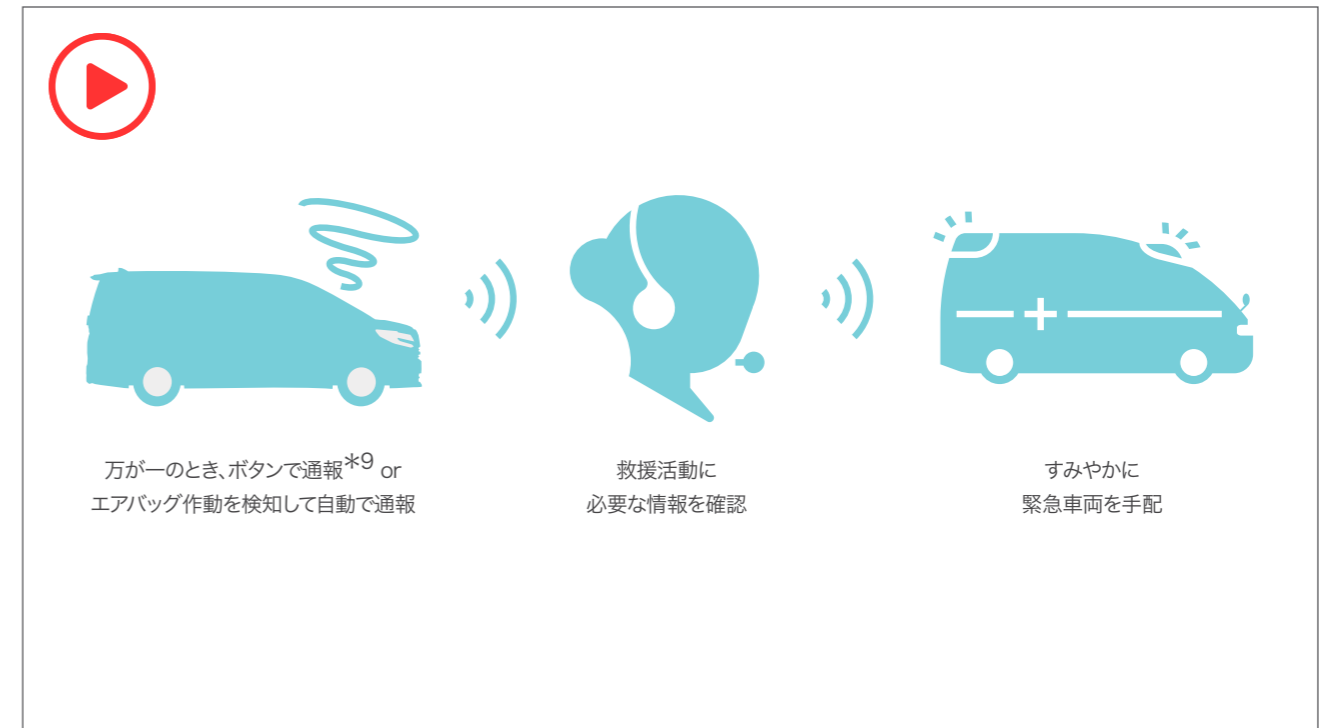 万が一のとき、ボタンで通報*9 or
エアバッグ作動を検知して自動で通報
救援活動に
必要な情報を確認
すみやかに
緊急車両を手配